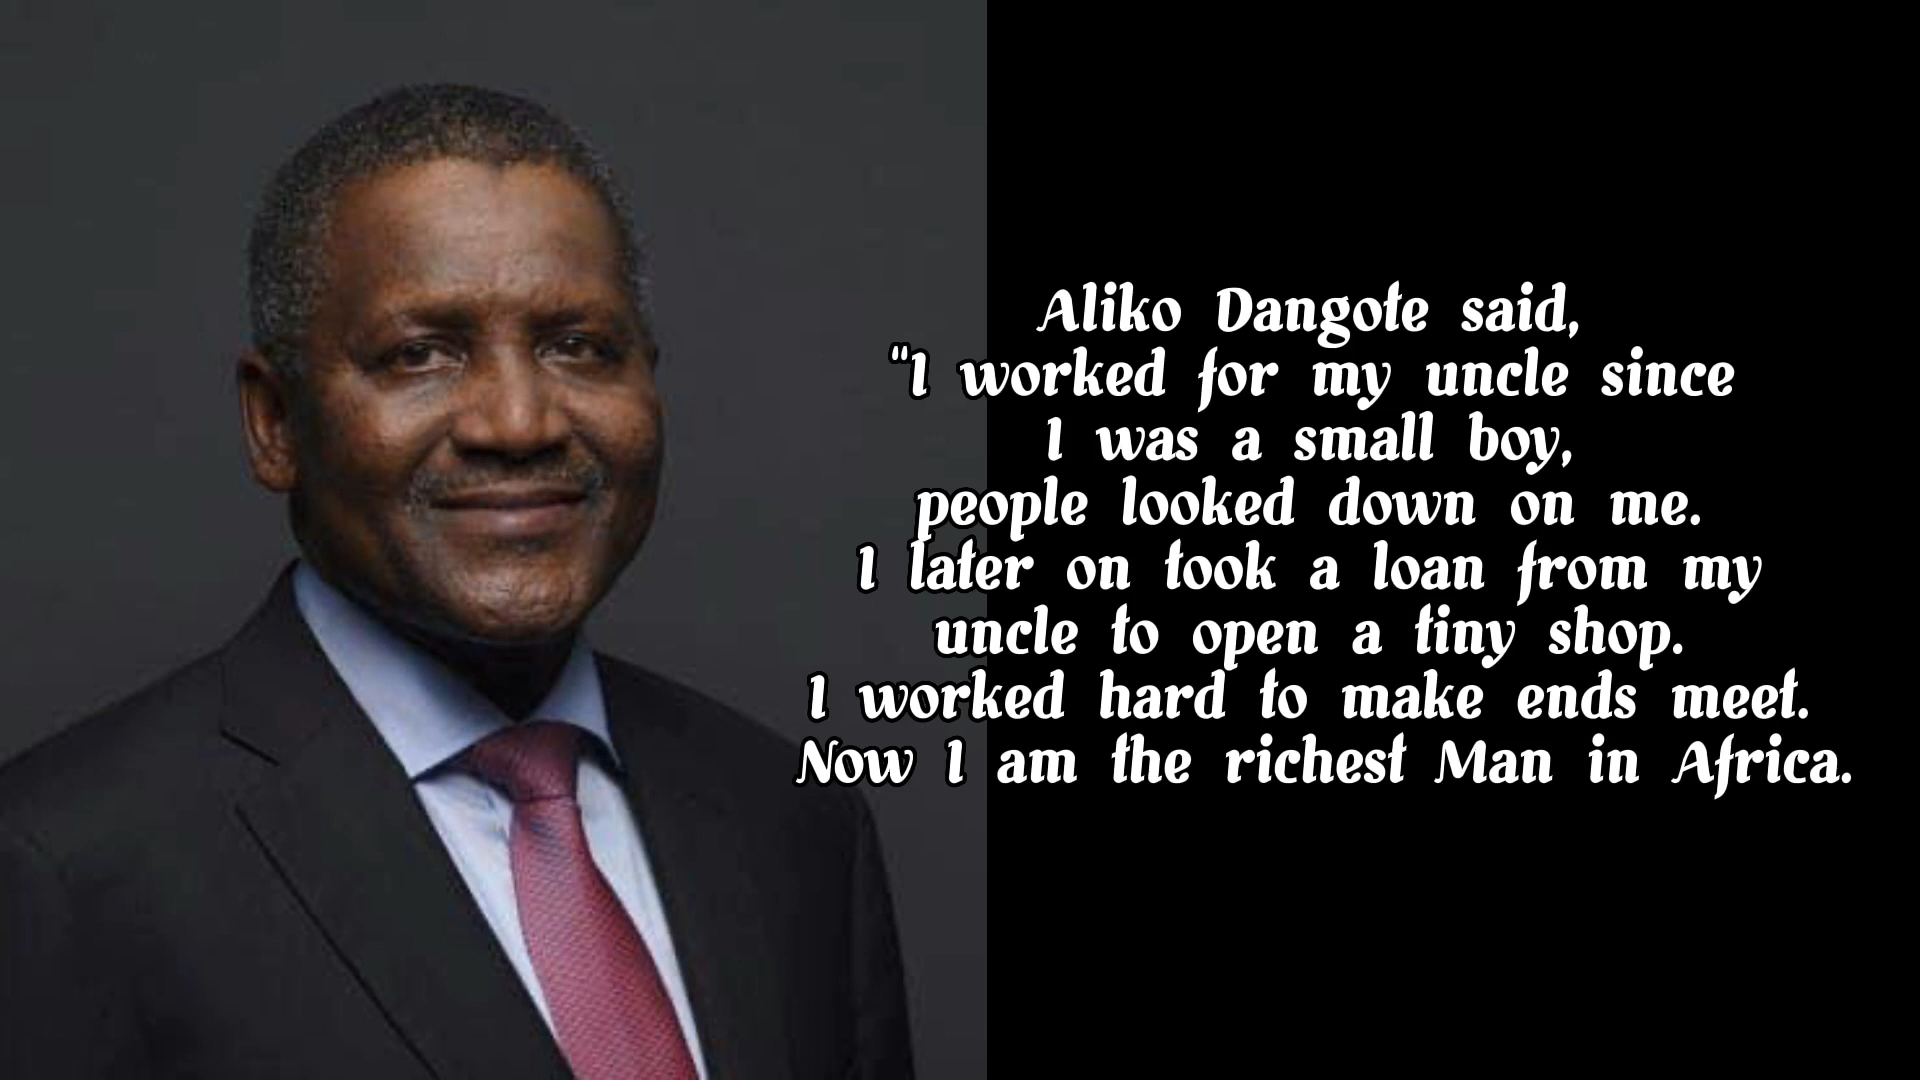 Aliko Dangote said,
"I worked for my uncle since
I was a small boy,
people looked down on me.
I later on took a loan from my
uncle to open a tiny shop.
I worked hard to make ends meet.
Now I am the richest Man in Africa.